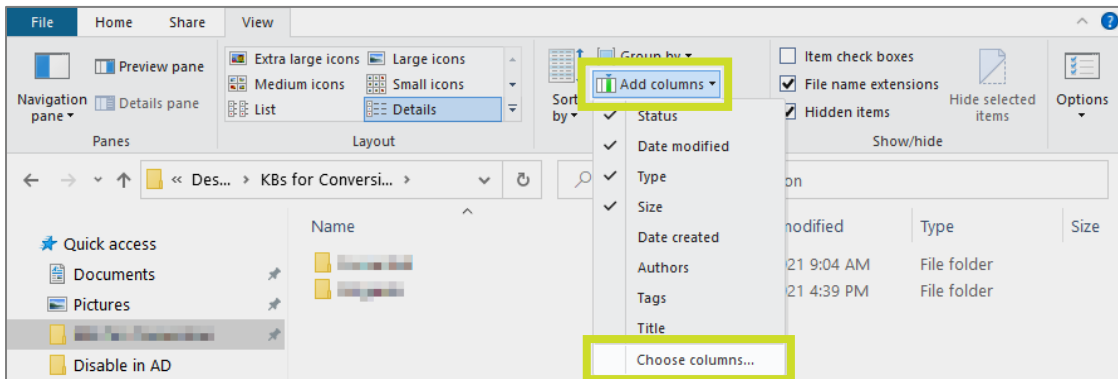 File Home Share View
Preview pane
Details pane
Navigation
pane
Panes
Extra large icons Large icons
Medium icons Small icons
List Details
Layout
Sort
by
Group by
Add columns
Status
Date modified
Type
Size
Date created
Authors
Tags
Title
Choose columns...
Item check boxes
File name extensions
Hidden items
Hide selected
items
Show/hide
Options
« Des... > KBs for Conversi... >
on
Name modified Type Size
21 9:04 AM File folder
21 4:39 PM File folder
Quick access
Documents
Pictures
Disable in AD